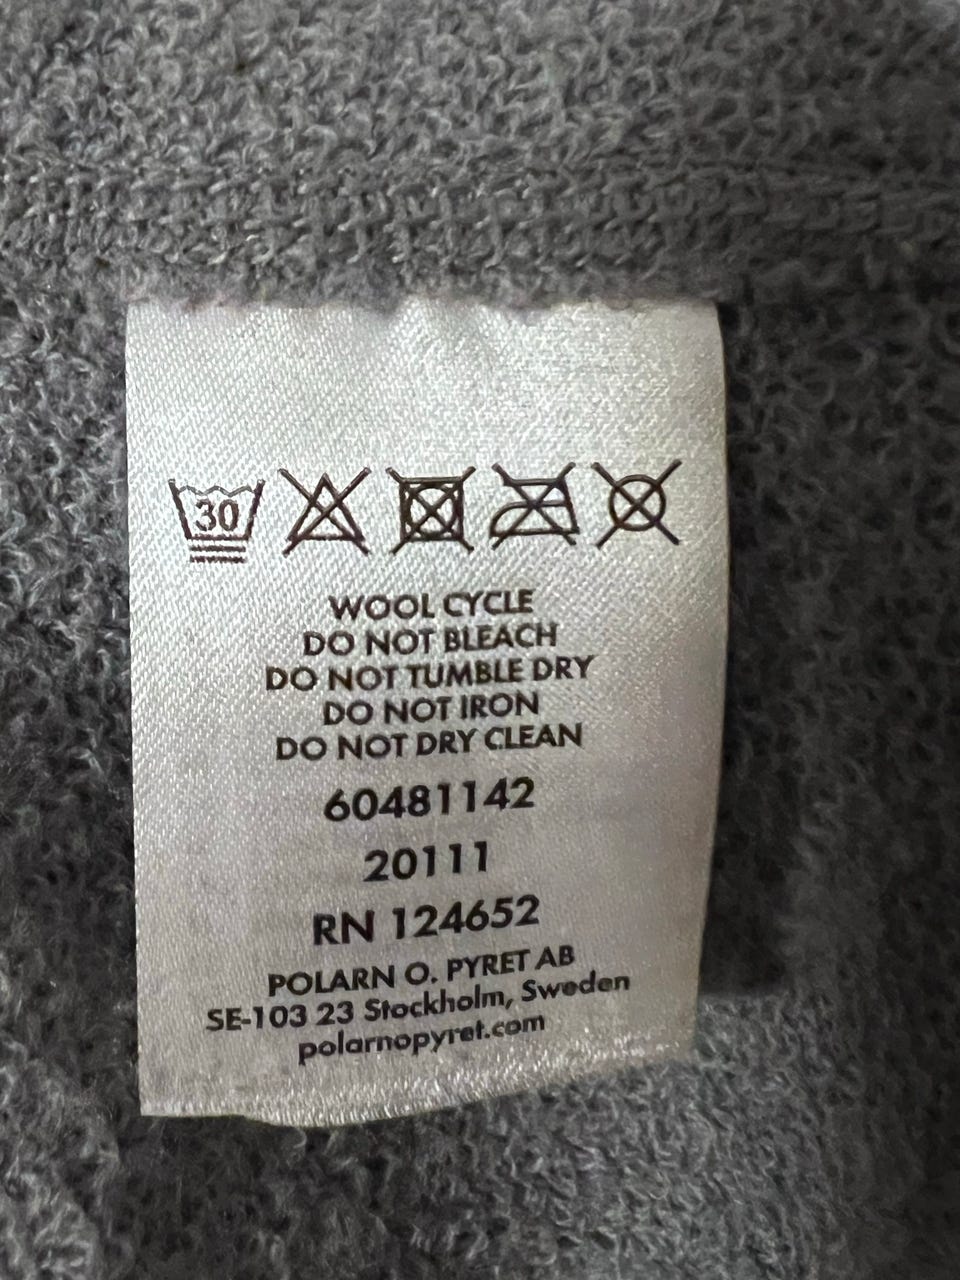 30
WOOL CYCLE
DO NOT BLEACH
DO NOT TUMBLE DRY
DO NOT IRON
DO NOT DRY CLEAN
60481142
20111
RN 124652
POLARN O. PYRET AB
SE-103 23 Stockholm, Sweden
polarnopyret.com